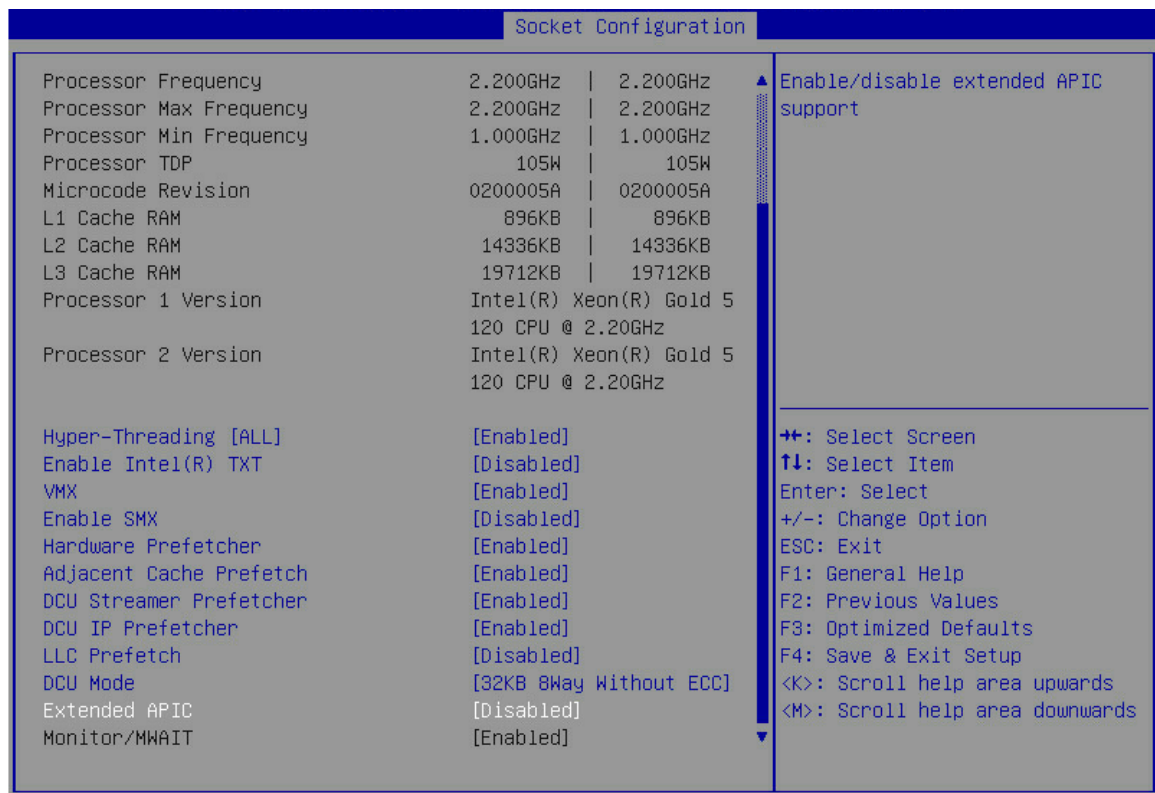 Socket Configuration
Processor Frequency 2.200GHz | 2.200GHz
Processor Max Frequency 2.200GHz | 2.200GHz
Processor Min Frequency 1.000GHz | 1.000GHz
Processor TDP 105W | 105W
Microcode Revision 0200005A | 0200005A
L1 Cache RAM 896KB | 896KB
L2 Cache RAM 14336KB | 14336KB
L3 Cache RAM 19712KB | 19712KB
Processor 1 Version Intel(R) Xeon(R) Gold 5
120 CPU @ 2.20GHz
Processor 2 Version Intel(R) Xeon(R) Gold 5
120 CPU @ 2.20GHz
Hyper-Threading [ALL] [Enabled]
Enable Intel(R) TXT [Disabled]
VMX [Enabled]
Enable SMX [Disabled]
Hardware Prefetcher [Enabled]
Adjacent Cache Prefetch [Enabled]
DCU Streamer Prefetcher [Enabled]
DCU IP Prefetcher [Enabled]
LLC Prefetch [Disabled]
DCU Mode [32KB 8Way Without ECC]
Extended APIC [Disabled]
Monitor/MWAIT [Enabled]
Enable/disable extended APIC
support
→←: Select Screen
↑↓: Select Item
Enter: Select
+/-: Change Option
ESC: Exit
F1: General Help
F2: Previous Values
F3: Optimized Defaults
F4: Save & Exit Setup
<K>: Scroll help area upwards
<M>: Scroll help area downwards